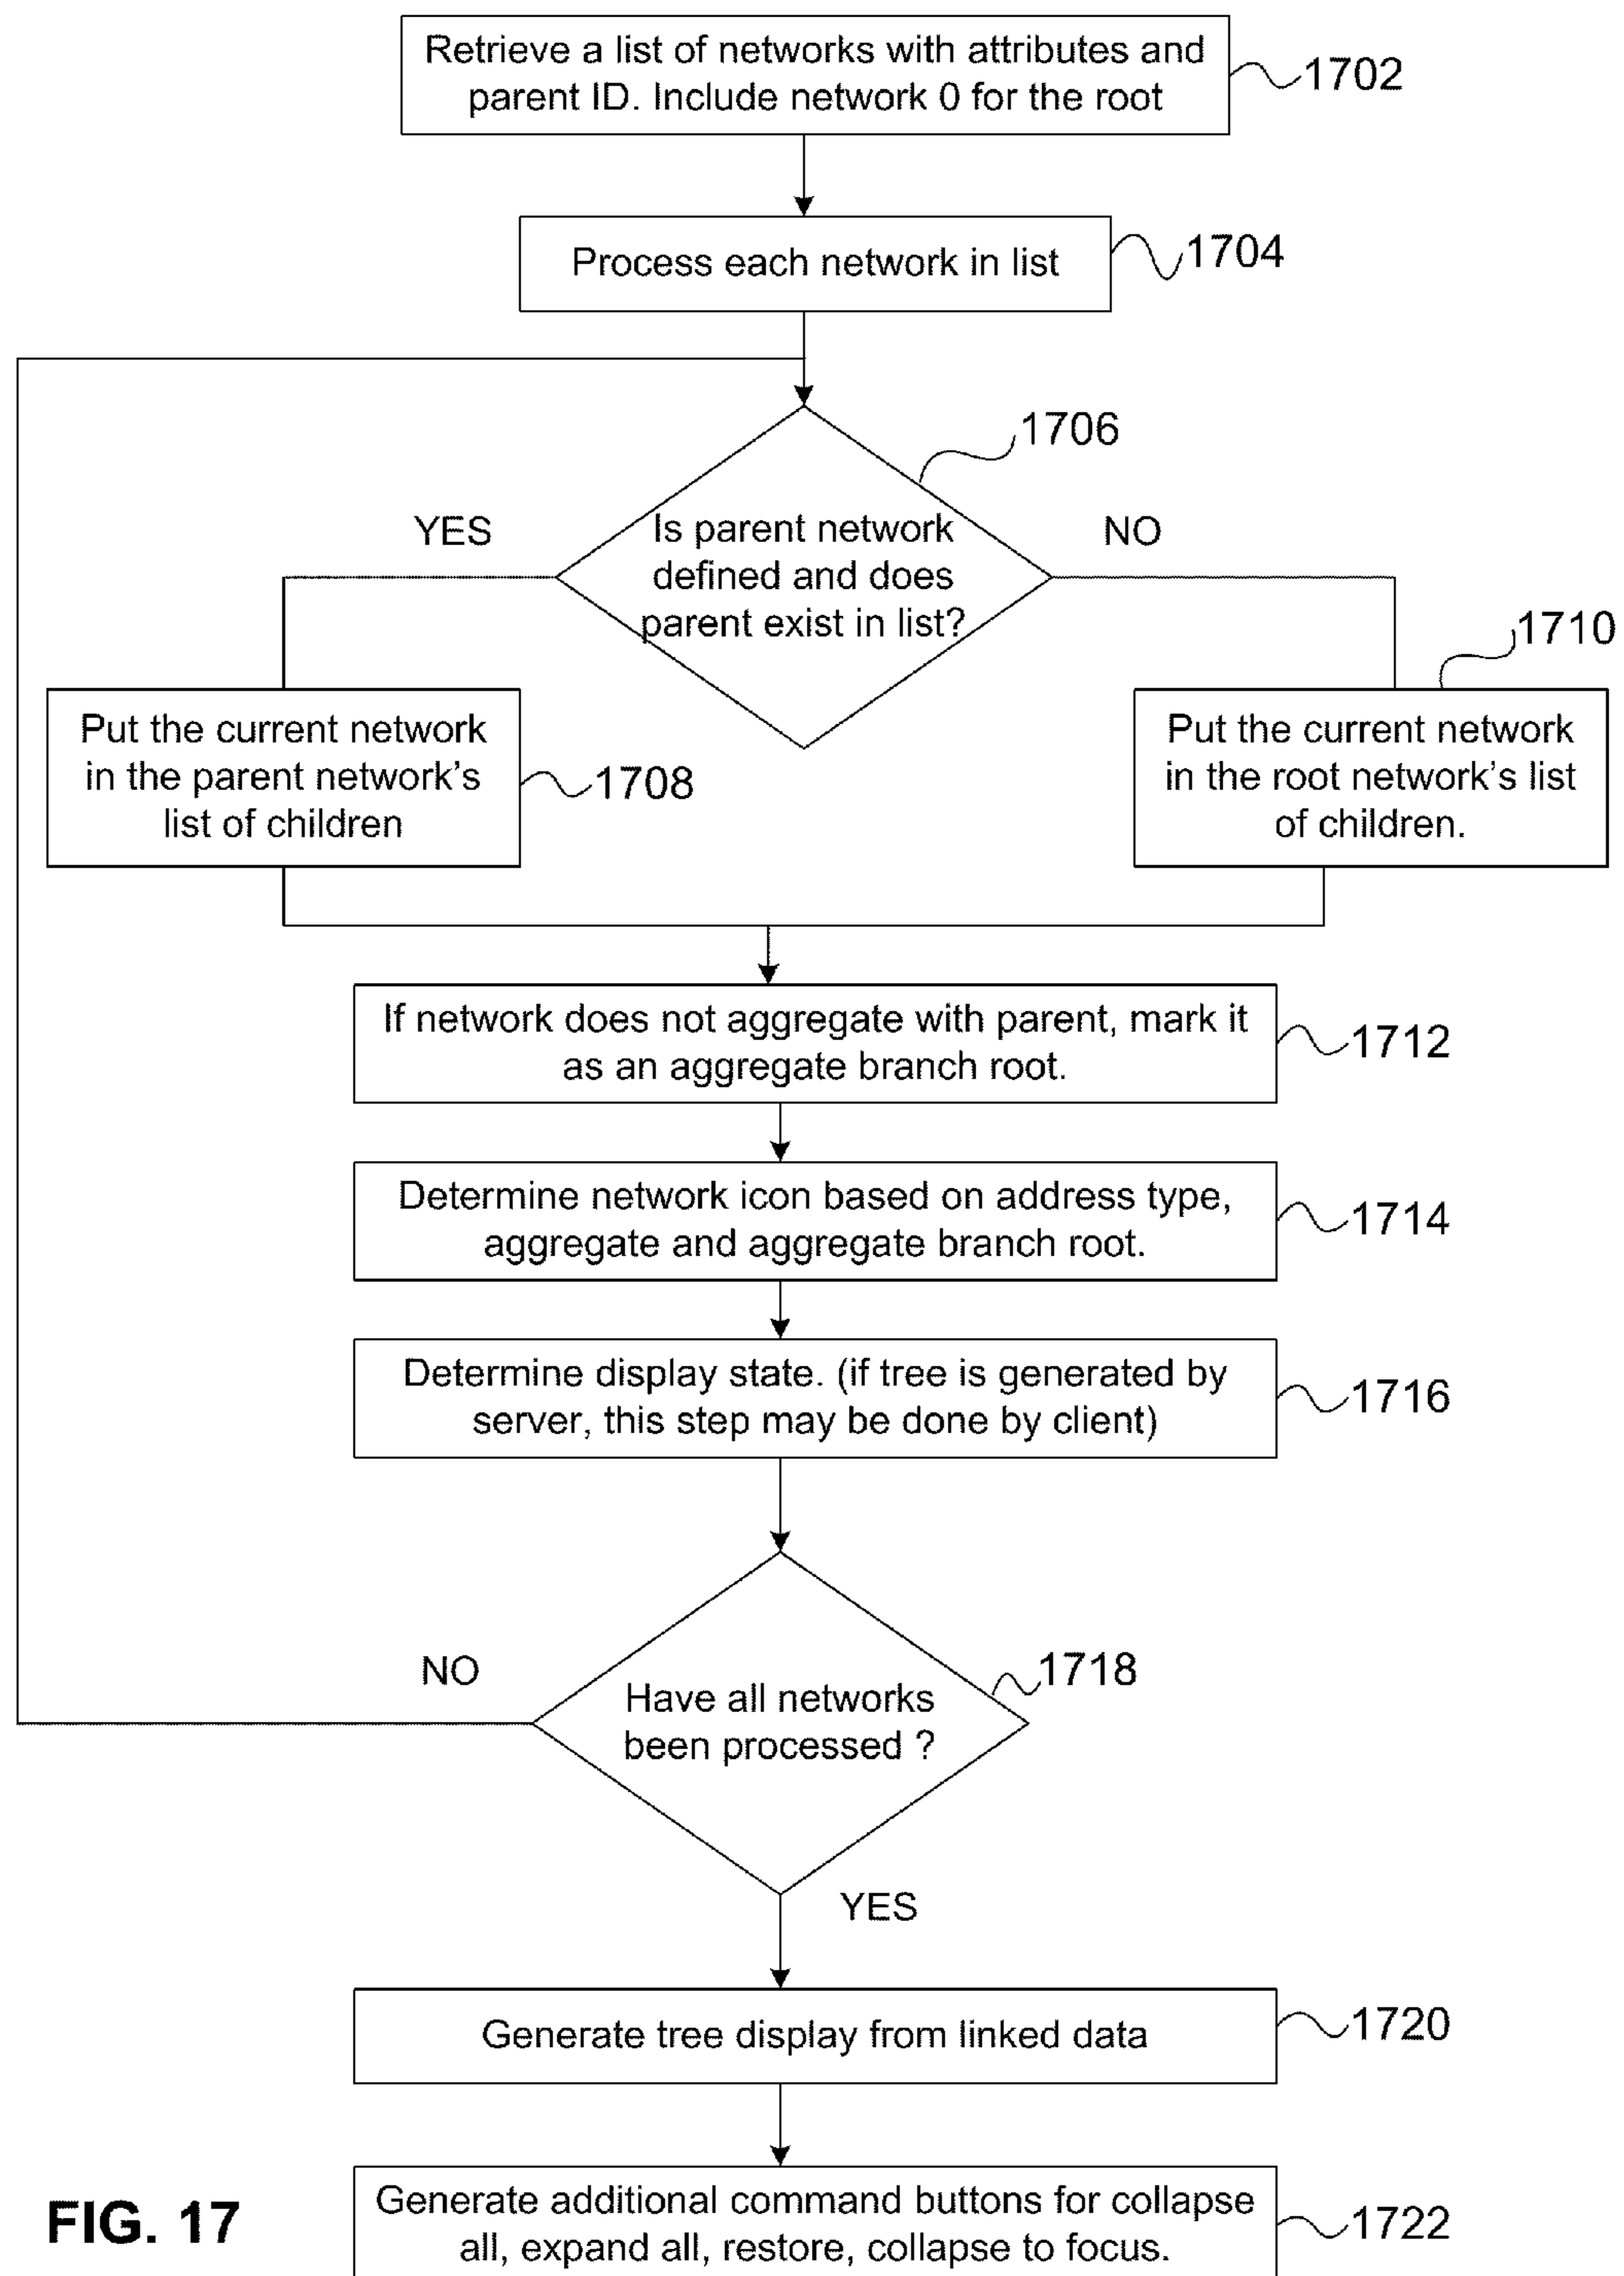 Retrieve a list of networks with attributes and
parent ID. Include network 0 for the root
1702
Process each network in list
1704
1706
YES
Is parent network
defined and does
parent exist in list?
NO
1710
Put the current network
in the parent network's
list of children
1708
Put the current network
in the root network's list
of children.
If network does not aggregate with parent, mark it
as an aggregate branch root.
1712
Determine network icon based on address type,
aggregate and aggregate branch root.
1714
Determine display state. (if tree is generated by
server, this step may be done by client)
1716
NO
Have all networks
been processed ?
1718
YES
Generate tree display from linked data
1720
Generate additional command buttons for collapse
all, expand all, restore, collapse to focus.
1722
FIG. 17